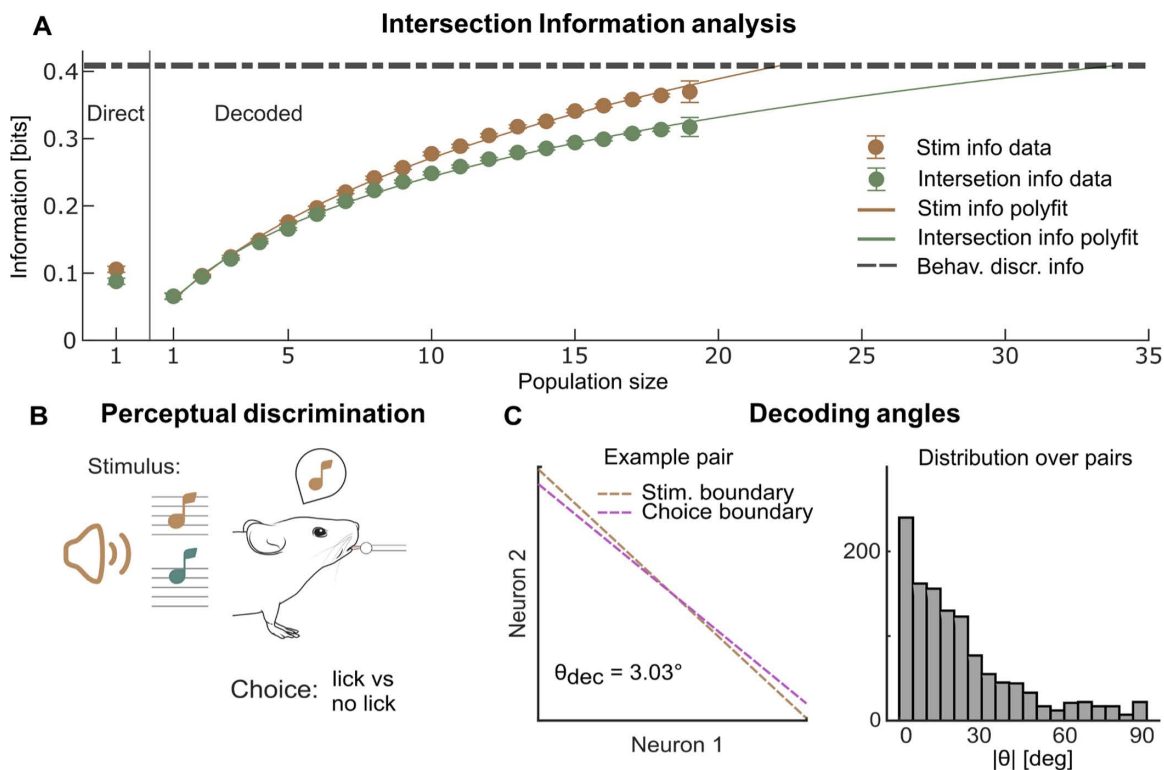 A Intersection Information analysis
Information [bits]
0.4
0.3
0.2
0.1
0
Direct
Decoded
Stim info data
Intersetion info data
Stim info polyfit
Intersection info polyfit
Behav. discr. info
1 1 5 10 15 20 25 30 35
Population size
B Perceptual discrimination
Stimulus:
Choice: lick vs
no lick
C Decoding angles
Example pair
Stim. boundary
Choice boundary
Neuron 2
θdec = 3.03°
Neuron 1
Distribution over pairs
200
0
0 30 60 90
|θ| [deg]